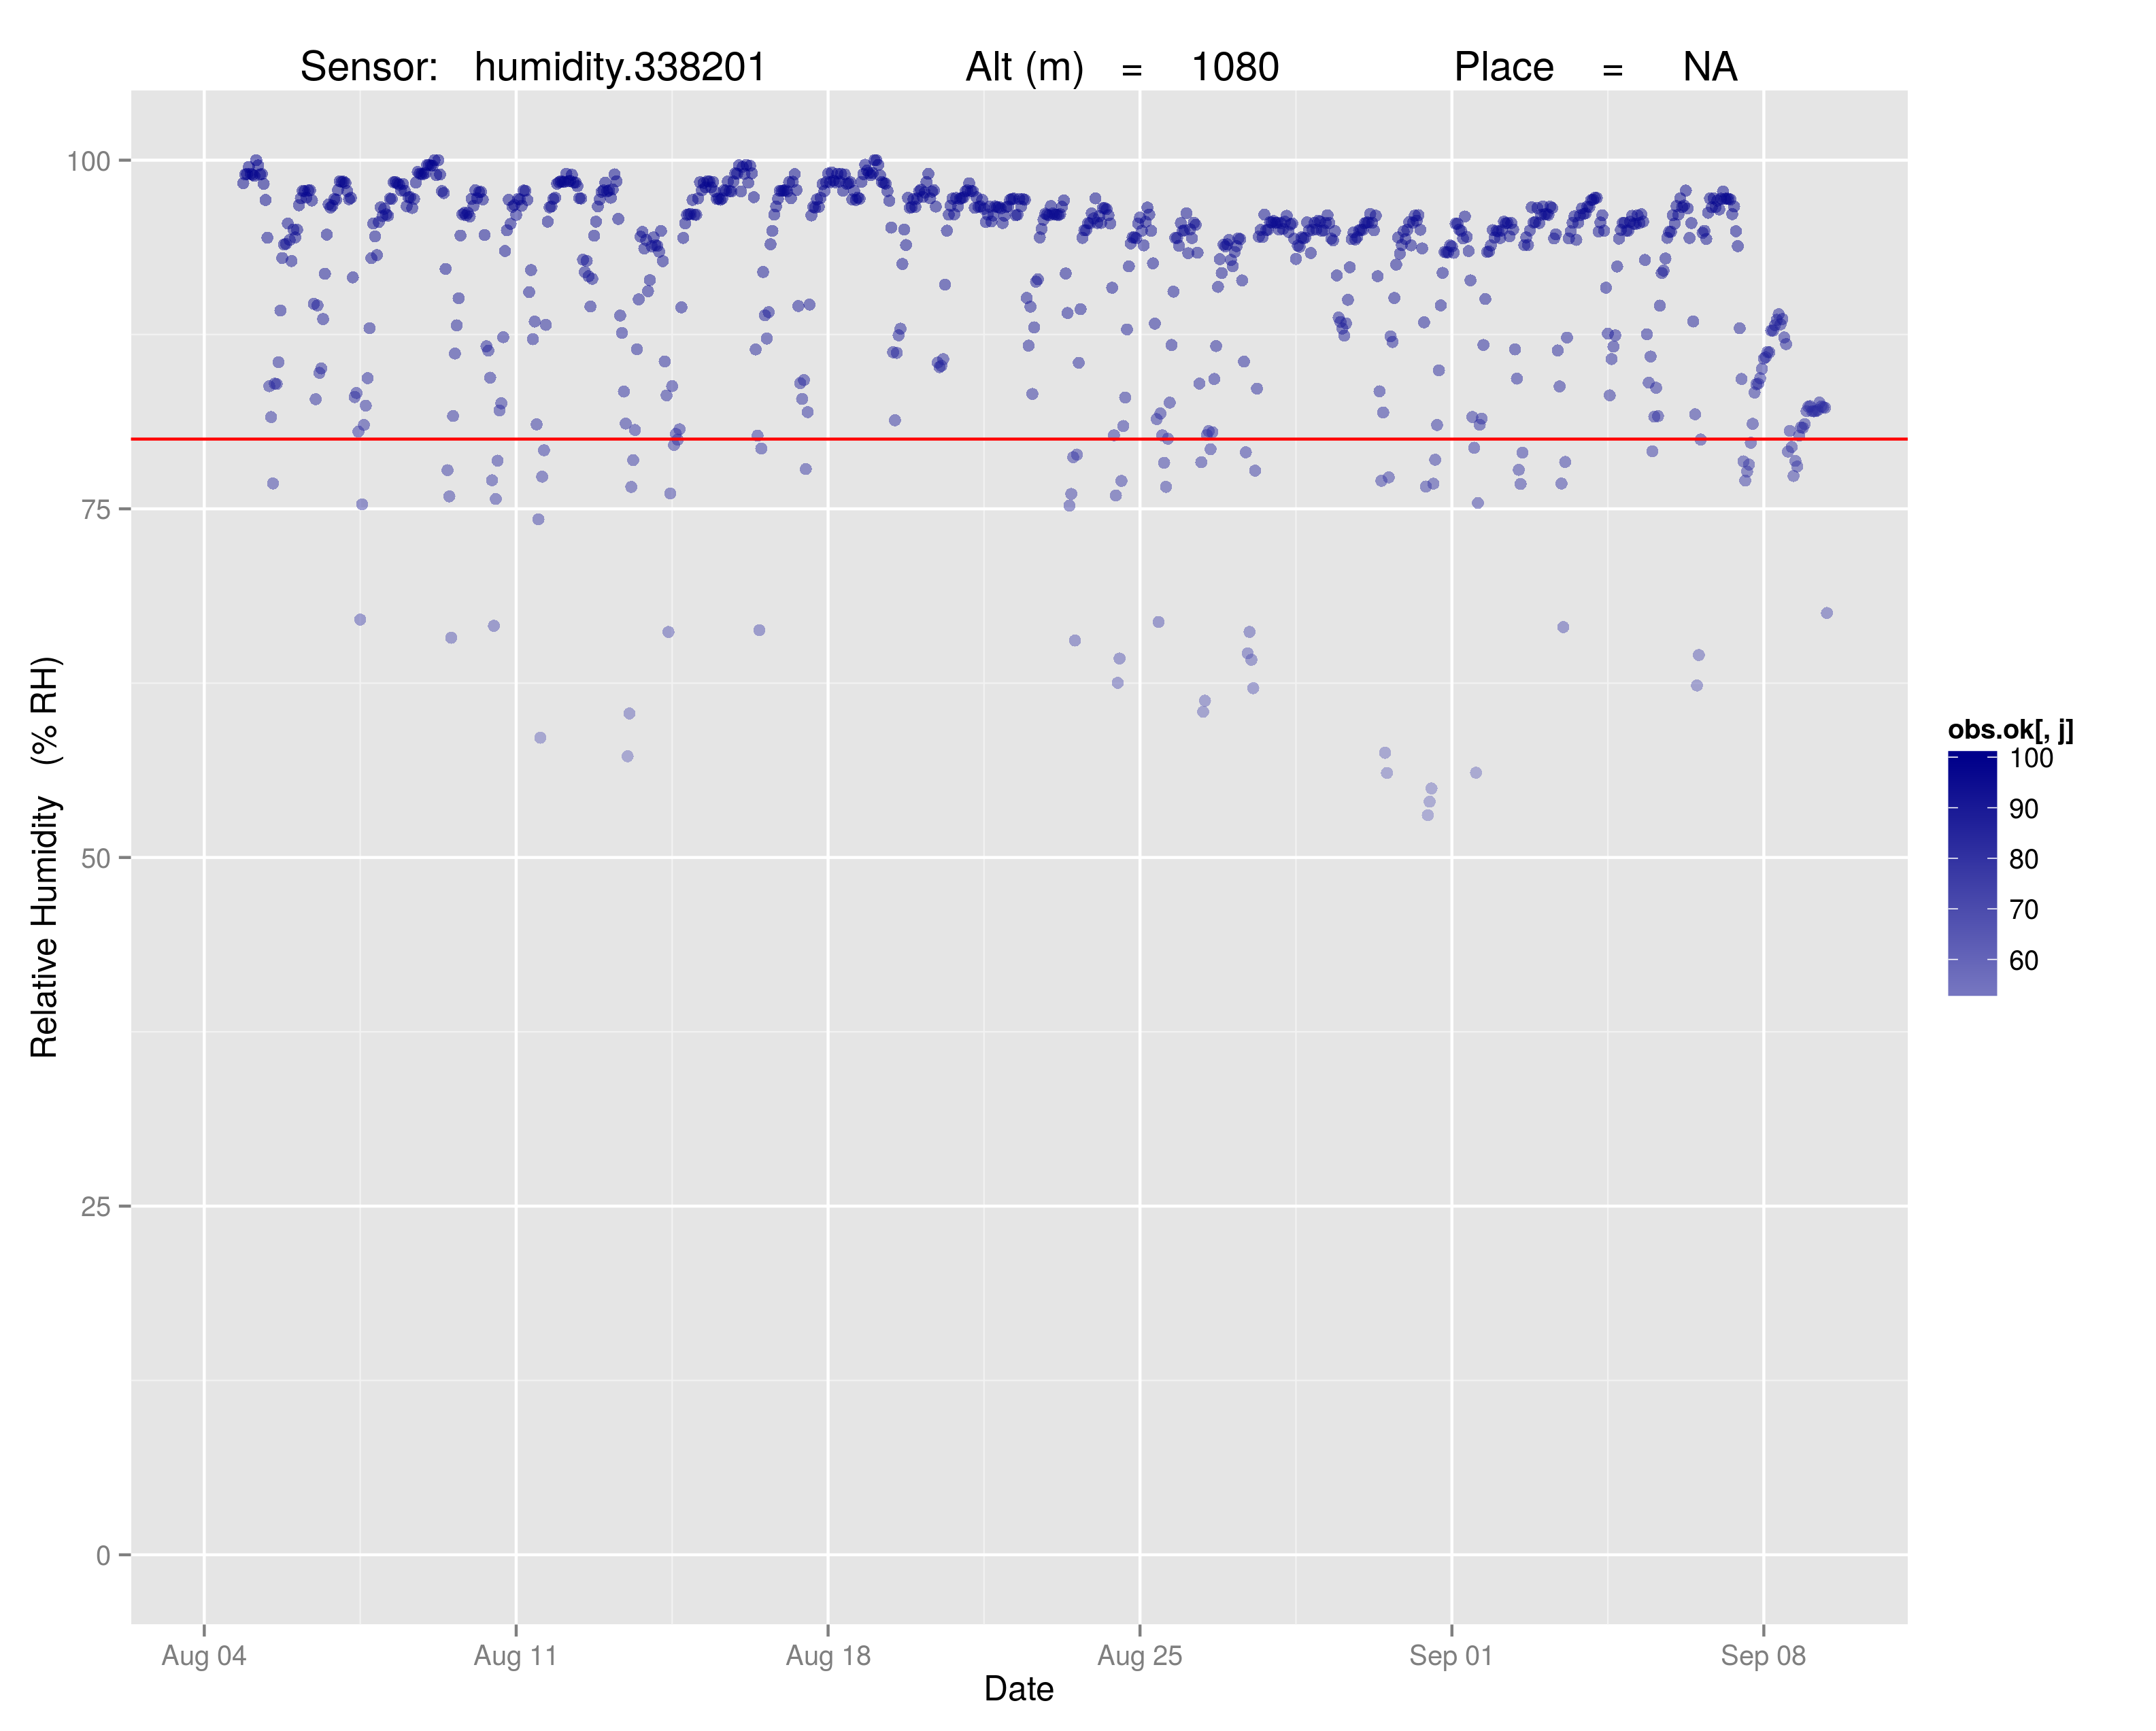 Sensor: humidity.338201 Alt (m) = 1080 Place = NA
100
75
50
25
0
Relative Humidity (% RH)
Aug 04 Aug 11 Aug 18 Aug 25 Sep 01 Sep 08
Date
obs.ok[, j]
100
90
80
70
60